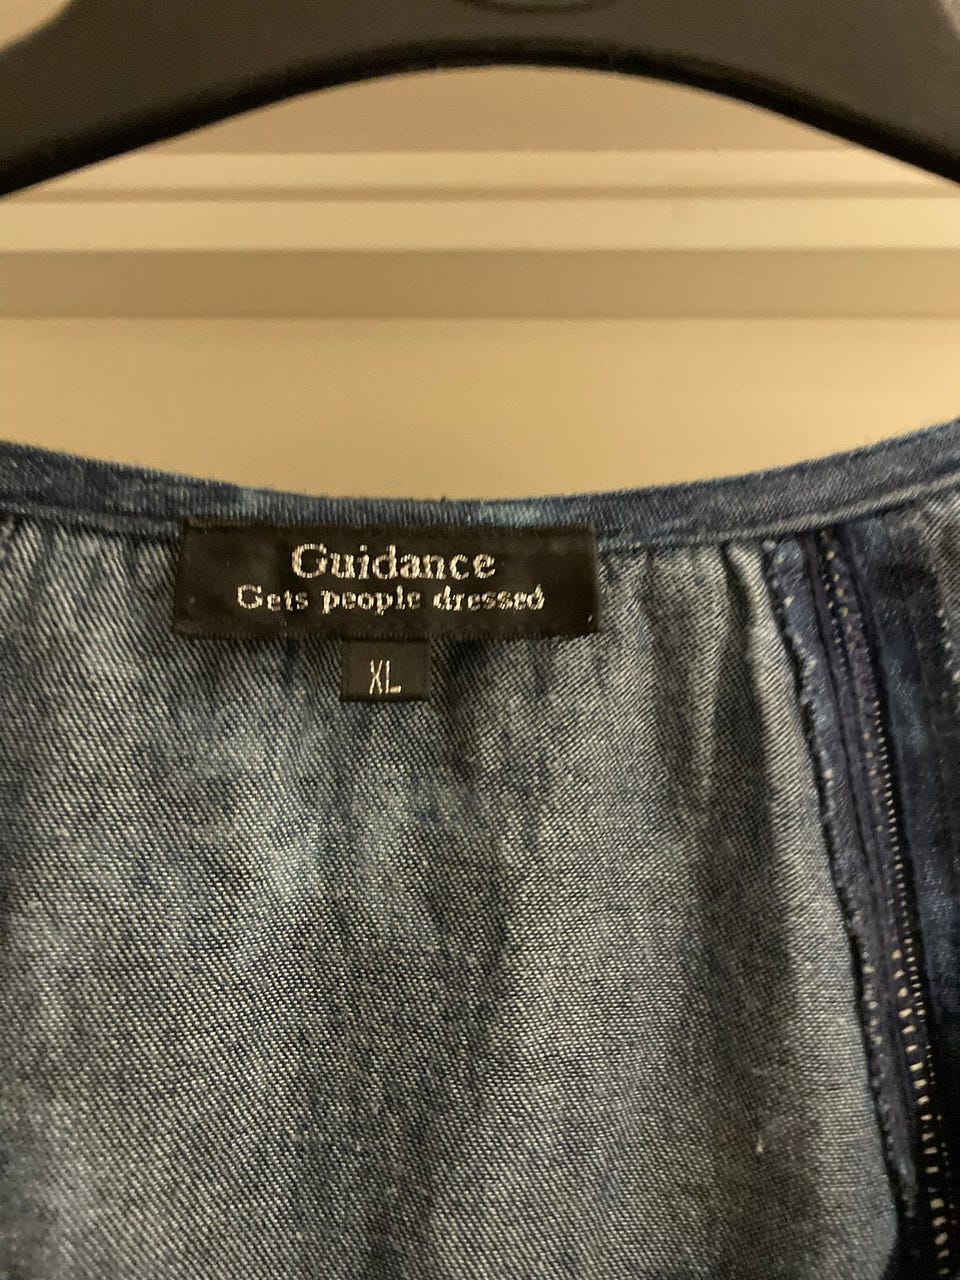 Guidance
Gets people dressed
XL